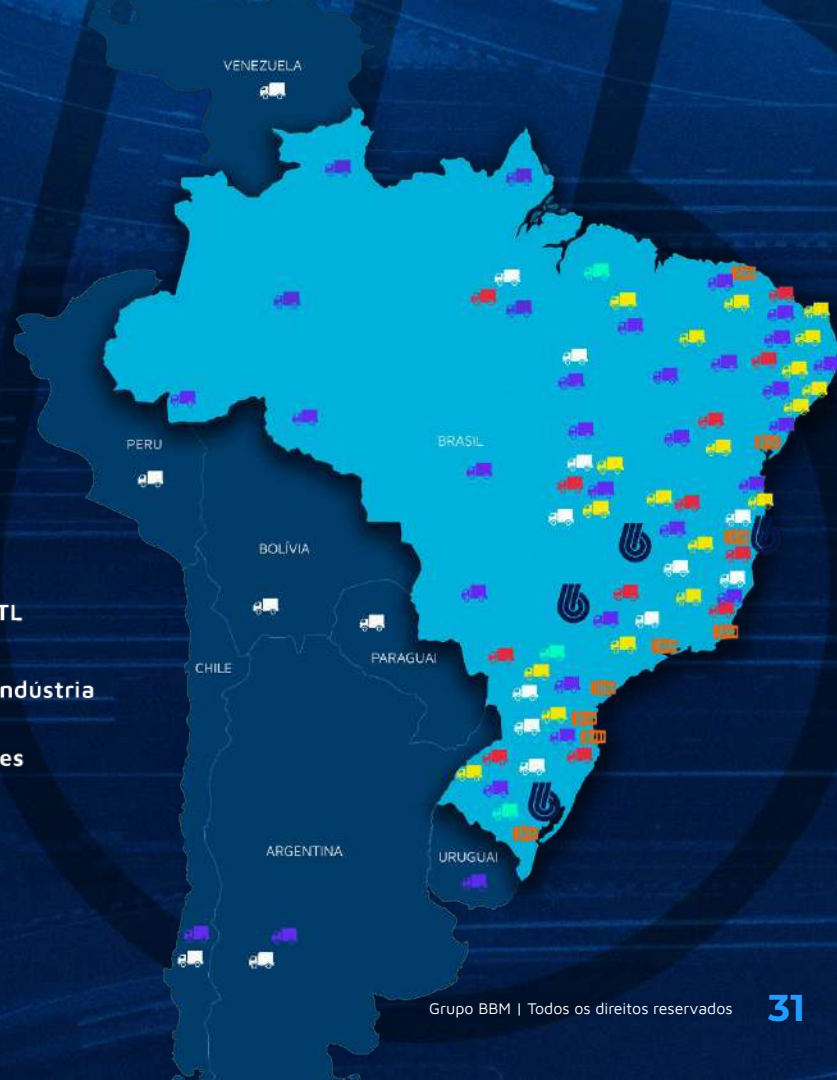 VENEZUELA
PERU
BRASIL
BOLÍVIA
TL
PARAGUAI
CHILE
ndústria
es
ARGENTINA
URUGUAI
Grupo BBM | Todos os direitos reservados 31